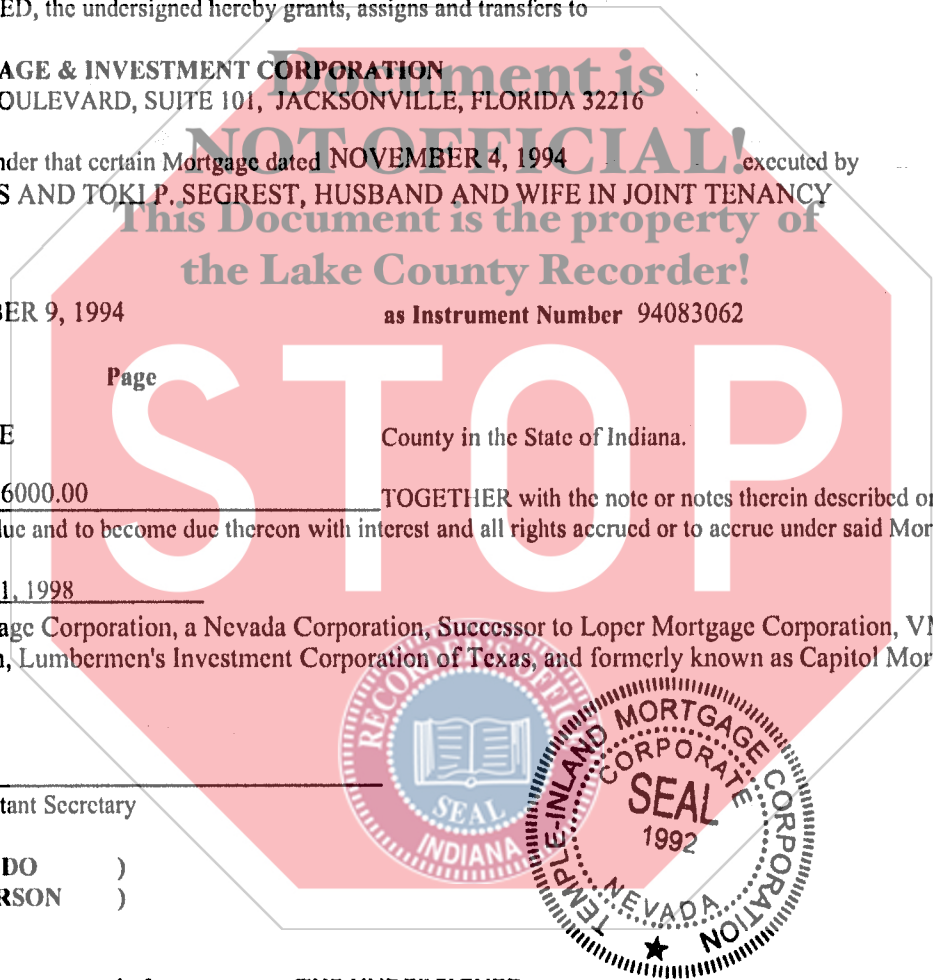 ED, the undersigned hereby grants, assigns and transfers to
AGE & INVESTMENT CORPORATION
OULEVARD, SUITE 101, JACKSONVILLE, FLORIDA 32216
Document is
NOT OFFICIAL!
nder that certain Mortgage dated NOVEMBER 4, 1994 executed by
S AND TOKI P. SEGREST, HUSBAND AND WIFE IN JOINT TENANCY
This Document is the property of
the Lake County Recorder!
BER 9, 1994 as Instrument Number 94083062
Page
STOP
E County in the State of Indiana.
6000.00 TOGETHER with the note or notes therein described or
due and to become due thereon with interest and all rights accrued or to accrue under said Mor
1, 1998
age Corporation, a Nevada Corporation, Successor to Loper Mortgage Corporation, VM
n, Lumbermen's Investment Corporation of Texas, and formerly known as Capitol Mor
RECORDER'S OFFICE
SEAL
INDIANA
TEMPLE-INLAND MORTGAGE CORPORATION
CORPORATE
SEAL
1992
NEVADA
tant Secretary
DO )
RSON )